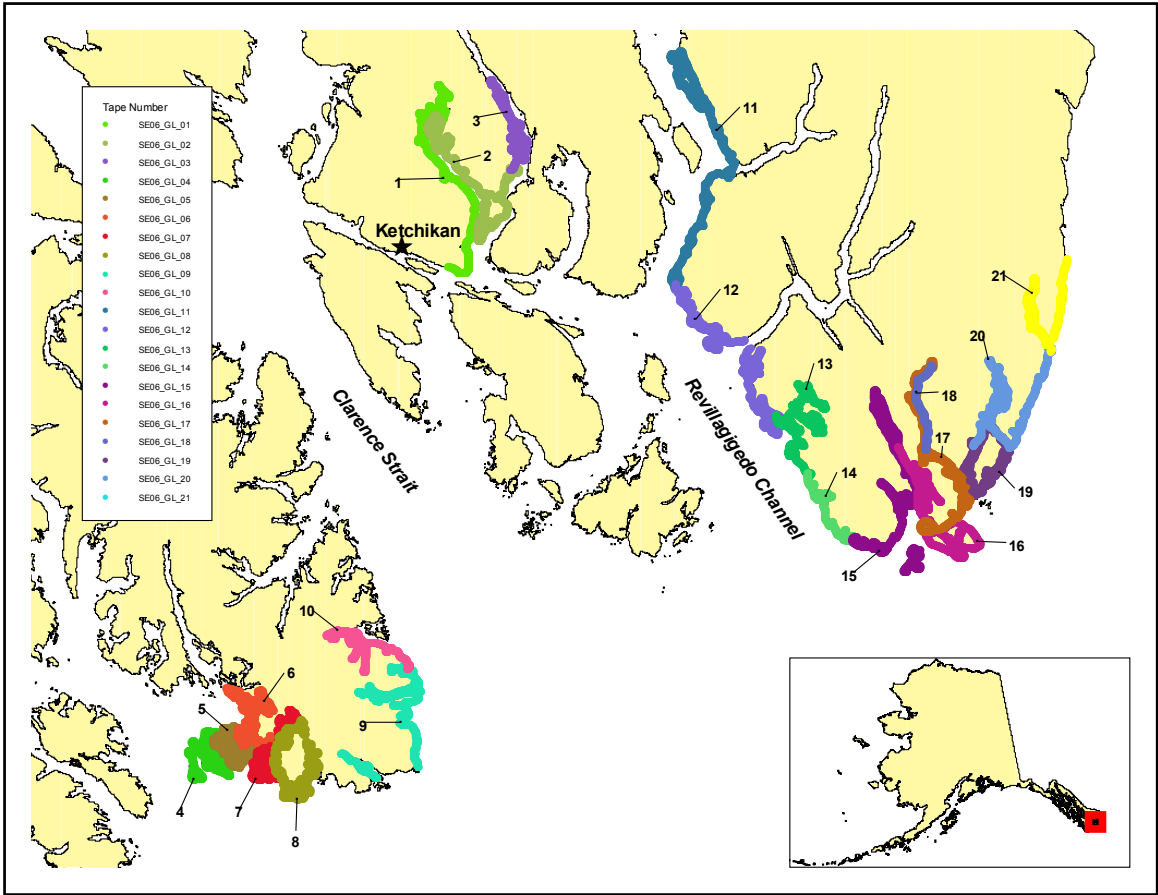 Tape Number
SE06_GL_01
SE06_GL_02
SE06_GL_03
SE06_GL_04
SE06_GL_05
SE06_GL_06
SE06_GL_07
SE06_GL_08
SE06_GL_09
SE06_GL_10
SE06_GL_11
SE06_GL_12
SE06_GL_13
SE06_GL_14
SE06_GL_15
SE06_GL_16
SE06_GL_17
SE06_GL_18
SE06_GL_19
SE06_GL_20
SE06_GL_21
11
3
2
1
Ketchikan
21
12
20
13
18
Clarence Strait
Revillagigedo Channel
17
14
19
16
15
10
6
5
9
4
7
8